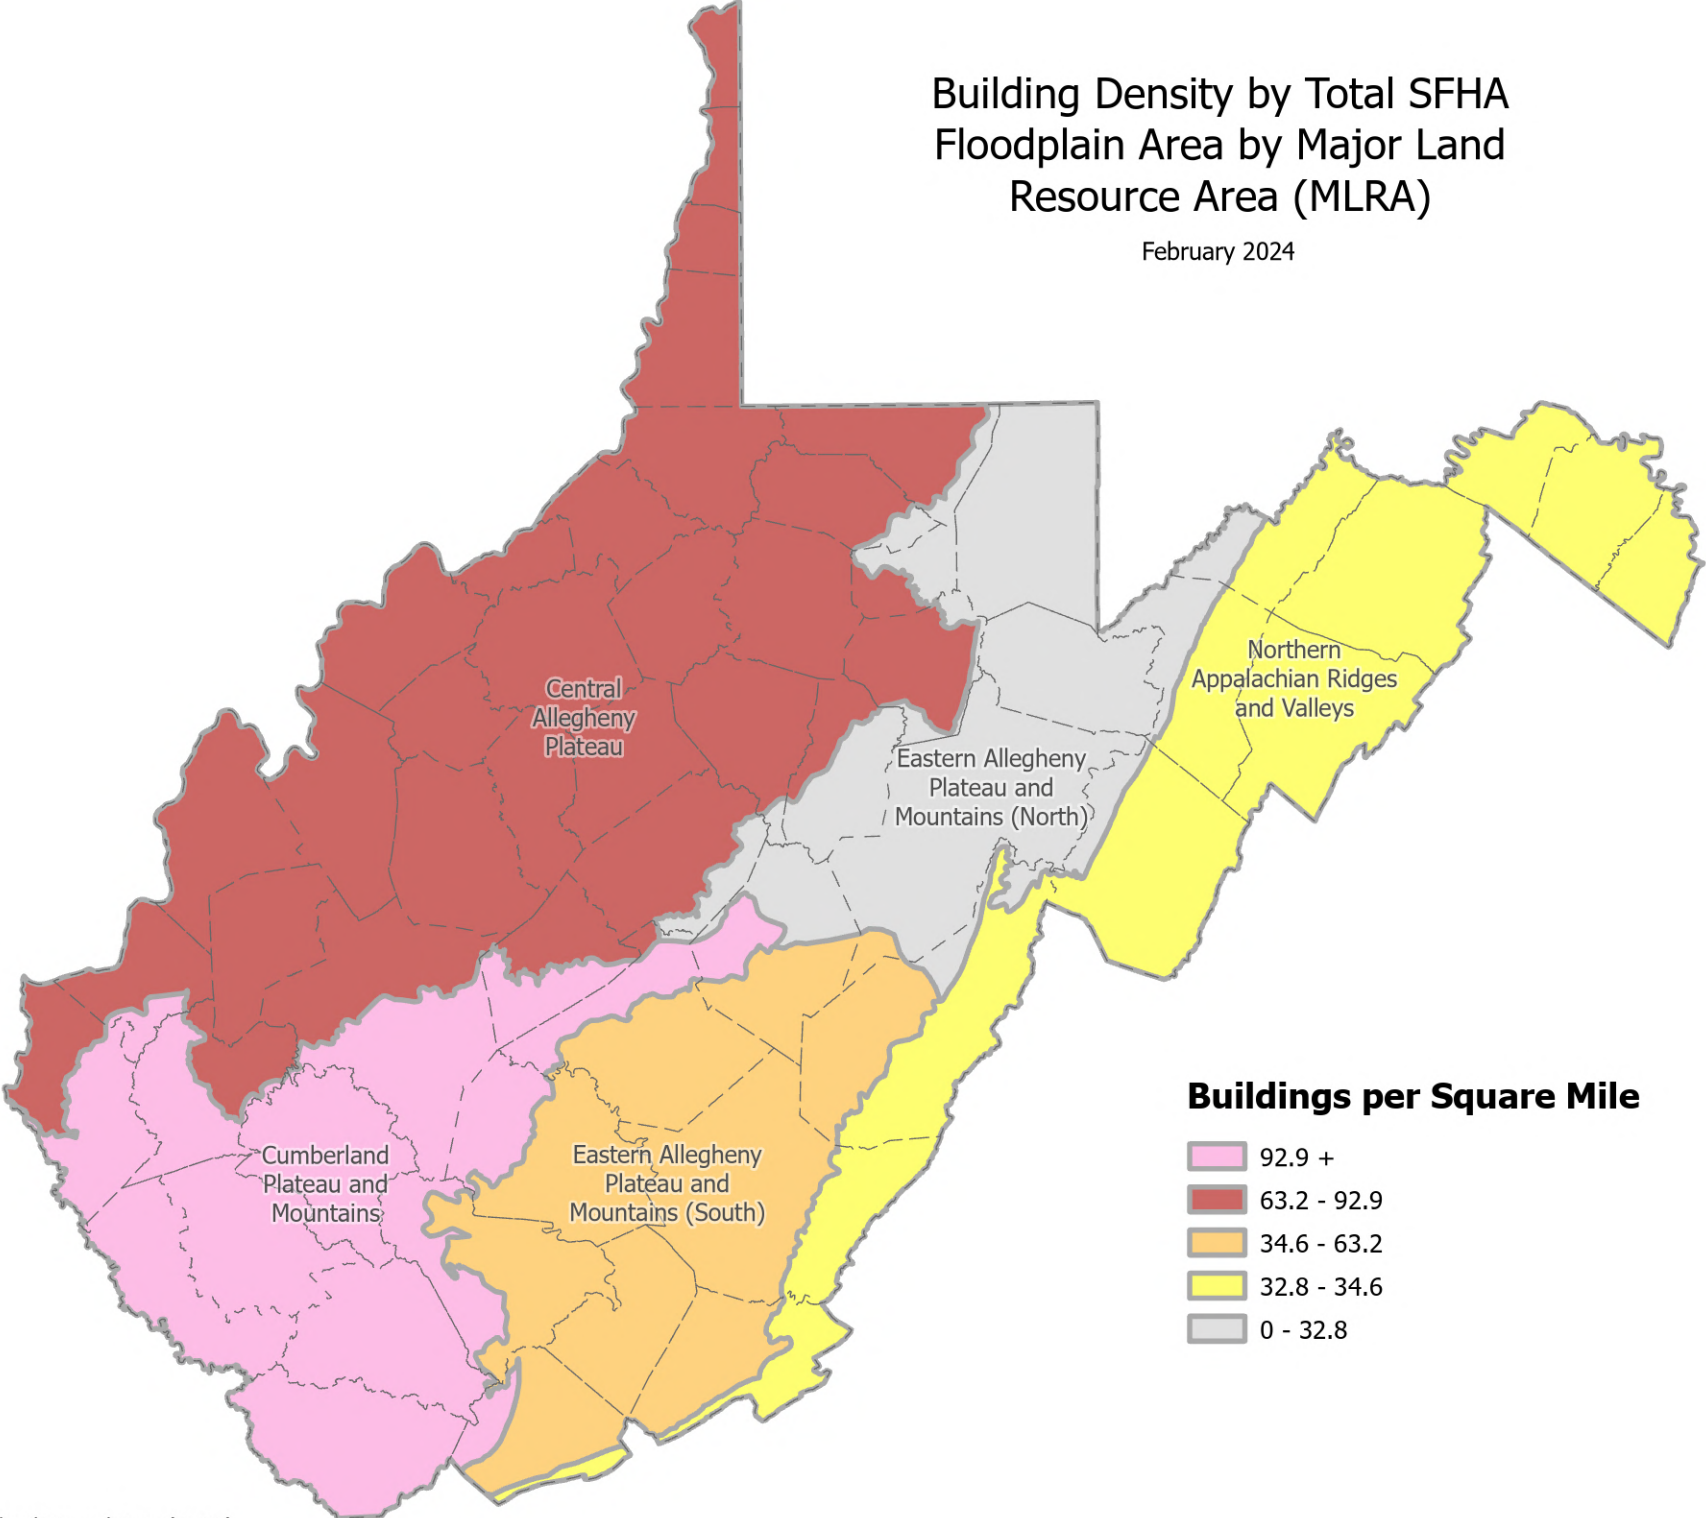 Building Density by Total SFHA
Floodplain Area by Major Land
Resource Area (MLRA)
February 2024
Northern
Appalachian Ridges
and Valleys
Central
Allegheny
Plateau
Eastern Allegheny
Plateau and
Mountains (North)
Cumberland
Plateau and
Mountains
Eastern Allegheny
Plateau and
Mountains (South)
Buildings per Square Mile
92.9 +
63.2 - 92.9
34.6 - 63.2
32.8 - 34.6
0 - 32.8